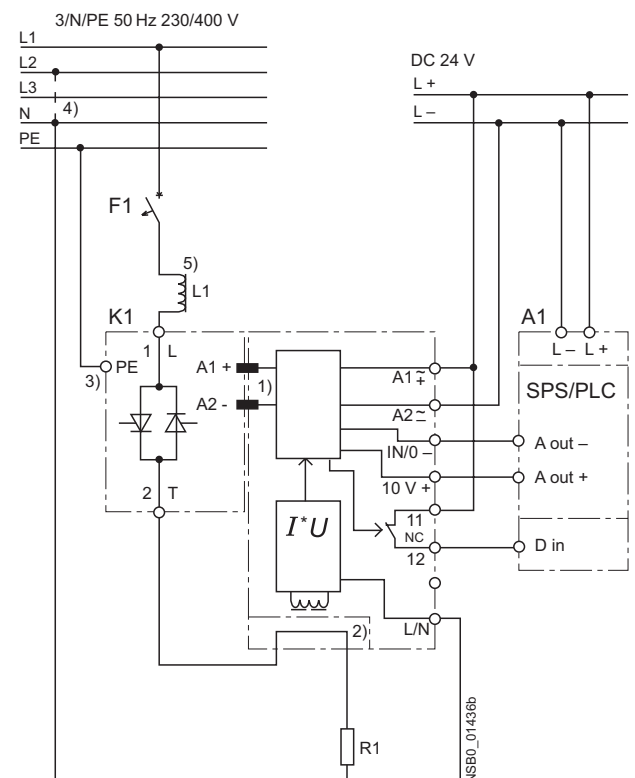 3/N/PE 50 Hz 230/400 V
L1
L2
L3
N
4)
PE
DC 24 V
L +
L –
F1
5)
L1
K1
1 L
3) PE
2 T
A1 +
1)
A2 -
A1 ≂ +
A2 ≂ –
IN/0 –
10 V +
11
NC
12
I*U
L/N
2)
A1
L – L +
SPS/PLC
A out –
A out +
D in
R1
NSB0_01436b